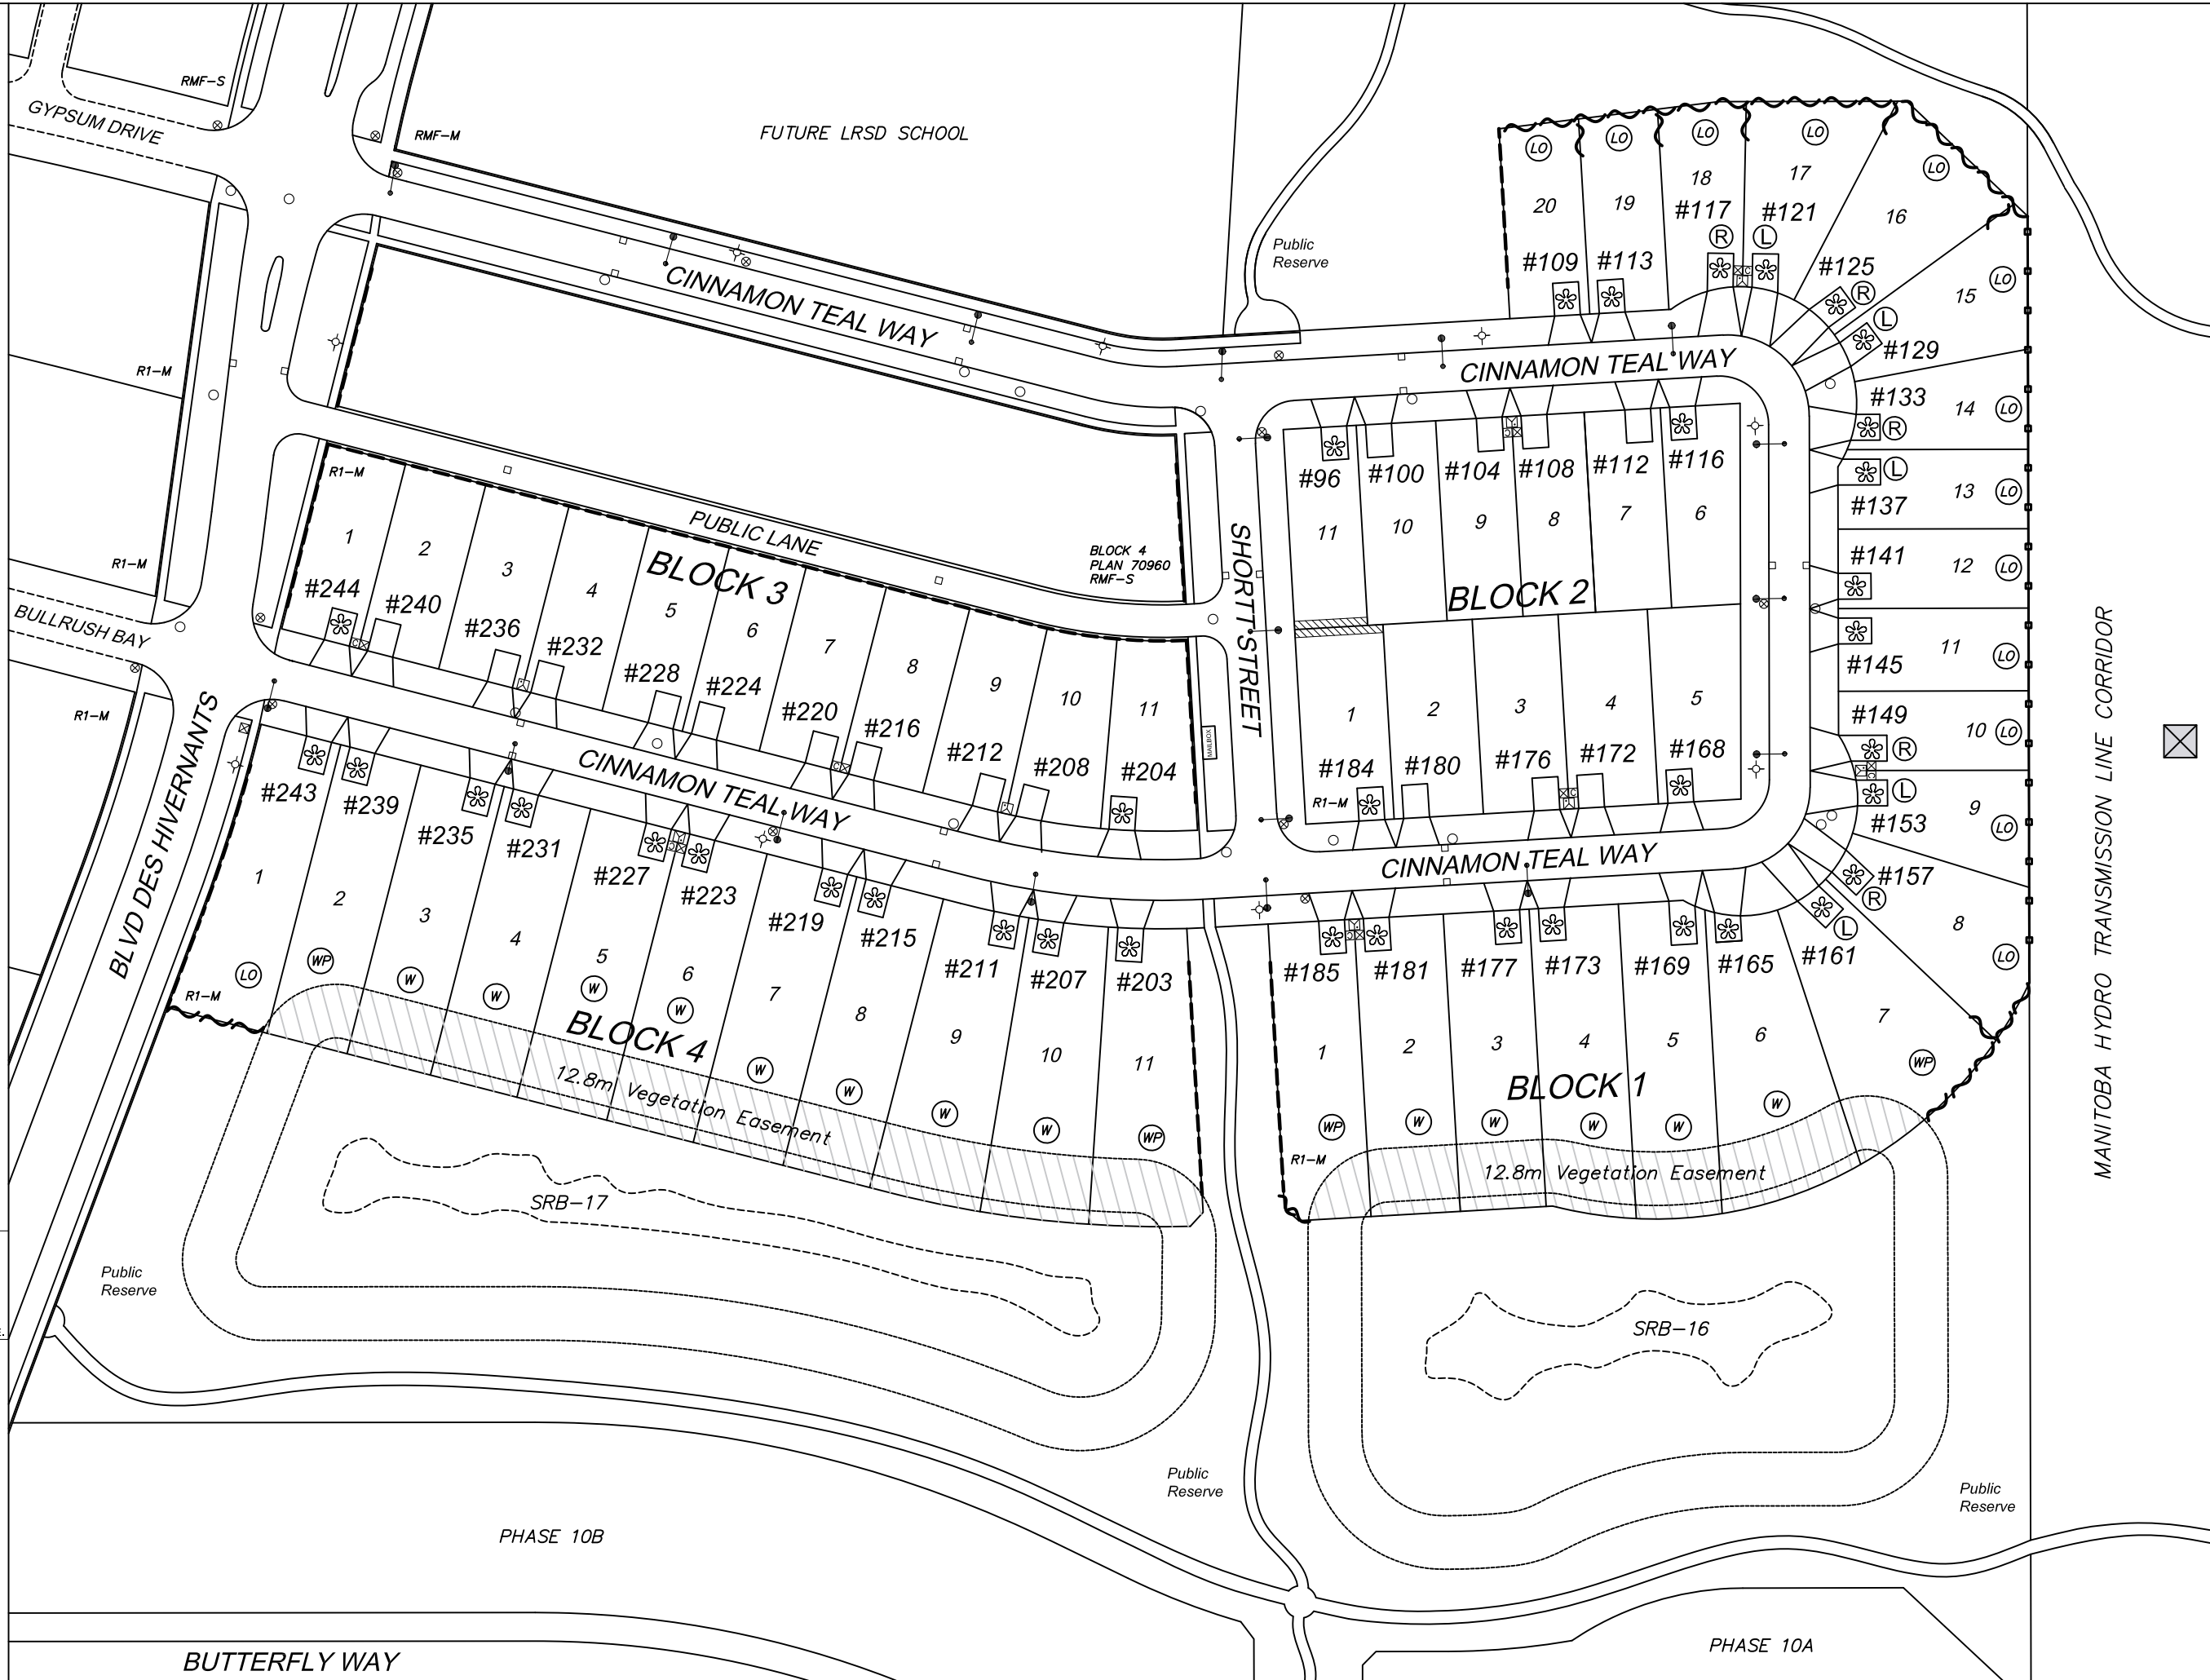 RMF-S
GYPSUM DRIVE
RMF-M
FUTURE LRSD SCHOOL
Public
Reserve
CINNAMON TEAL WAY
R1-M
R1-M
BULLRUSH BAY
R1-M
BLVD DES HIVERNANTS
PUBLIC LANE
BLOCK 4
PLAN 70960
RMF-S
SHORTT STREET
MAILBOX
LO
LO
LO
LO
LO
20
19
18
17
16
#109
#113
#117
#121
R
L
#125
R
15
LO
L
#129
#133
14
LO
R
L
13
LO
#137
#141
12
LO
11
LO
#145
#149
10
LO
R
L
9
LO
#153
#157
R
8
LO
L
#161
7
WP
CINNAMON TEAL WAY
#96
#100
#104
#108
#112
#116
11
10
9
8
7
6
BLOCK 2
1
2
3
4
5
#184
#180
#176
#172
#168
R1-M
CINNAMON TEAL WAY
#185
#181
#177
#173
#169
#165
1
2
3
4
5
6
BLOCK 1
WP
W
W
W
W
W
R1-M
12.8m Vegetation Easement
SRB-16
MANITOBA HYDRO TRANSMISSION LINE CORRIDOR
R1-M
1
2
3
4
5
6
7
8
9
10
11
BLOCK 3
#244
#240
#236
#232
#228
#224
#220
#216
#212
#208
#204
CINNAMON TEAL WAY
#243
#239
#235
#231
#227
#223
#219
#215
#211
#207
#203
1
2
3
4
5
6
7
8
9
10
11
LO
WP
W
W
W
W
W
W
W
W
WP
R1-M
BLOCK 4
12.8m Vegetation Easement
SRB-17
Public
Reserve
Public
Reserve
Public
Reserve
PHASE 10B
PHASE 10A
BUTTERFLY WAY